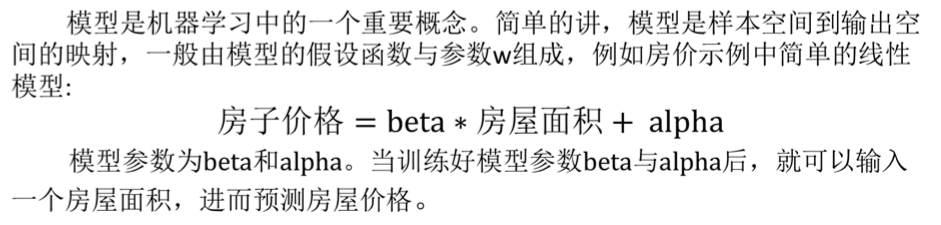 模型是机器学习中的一个重要概念。简单的讲，模型是样本空间到输出空
间的映射，一般由模型的假设函数与参数w组成，例如房价示例中简单的线性
模型:
房子价格 = beta ∗ 房屋面积 + alpha
模型参数为beta和alpha。当训练好模型参数beta与alpha后，就可以输入
一个房屋面积，进而预测房屋价格。